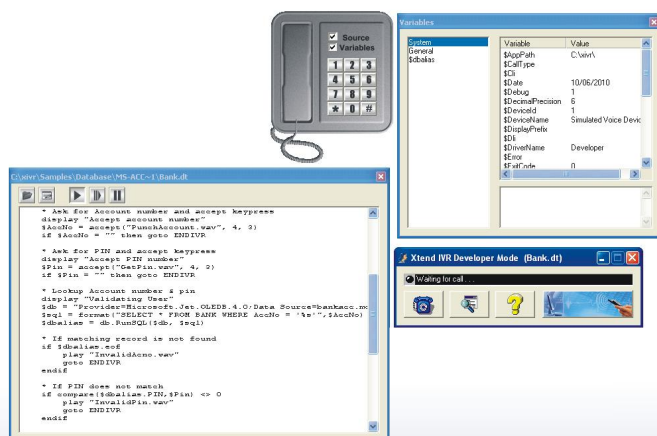 Source
Variables
1 2 3
4 5 6
7 8 9
* 0 #
Variables
System
General
$dbalias
Variable Value
$AppPath C:\xivr\
$CallType
$Cli
$Date 10/06/2010
$Debug 1
$DecimalPrecision 6
$DeviceId 1
$DeviceName Simulated Voice Devic
$DisplayPrefix
$Dli
$DriverName Developer
$Error
$ExitCode 0
C:\xivr\Samples\Database\MS-ACC~1\Bank.dt
* Ask for Account number and accept keypress
display "Accept account number"
$AccNo = accept("PunchAccount.wav", 4, 3)
if $AccNo = "" then goto ENDIVR
* Ask for PIN and accept keypress
display "Accept PIN number"
$Pin = accept("GetPin.wav", 4, 3)
if $Pin = "" then goto ENDIVR
* Lookup Account number & pin
display "Validating User"
$db = "Provider=Microsoft.Jet.OLEDB.4.0;Data Source=bankacc.md
$sql = format("SELECT * FROM BANK WHERE AccNo = '%s'",$AccNo)
$dbalias = db.RunSQL($db, $sql)
* If matching record is not found
if $dbalias.eof
play "InvalidAcno.wav"
goto ENDIVR
endif
* If PIN does not match
if compare($dbalias.PIN,$Pin) <> 0
play "InvalidPin.wav"
goto ENDIVR
endif
Xtend IVR Developer Mode (Bank.dt)
Waiting for call . . .